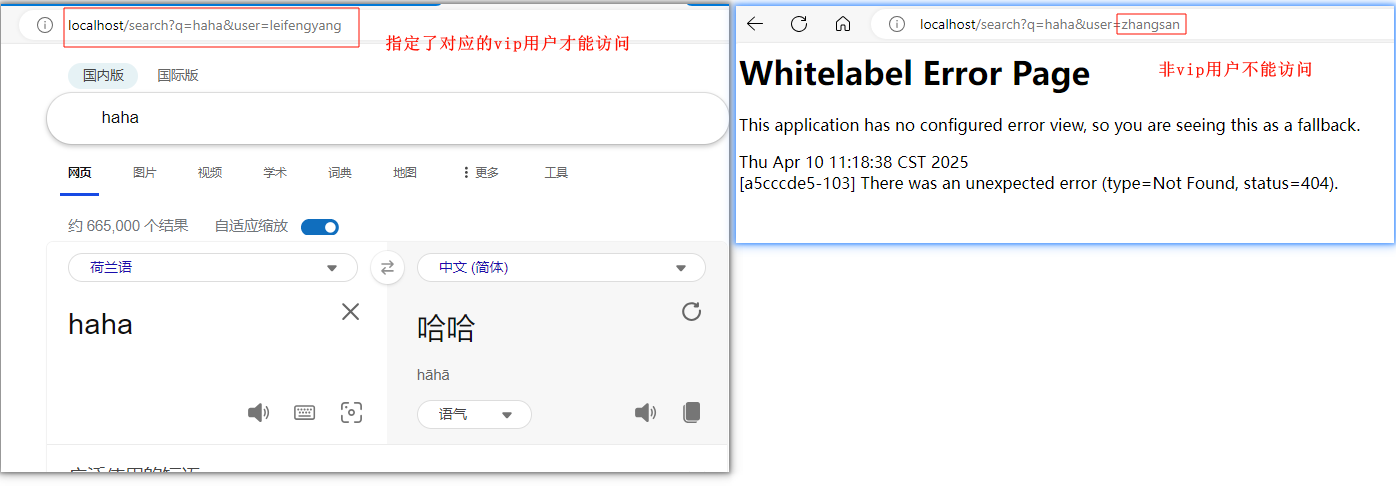 localhost/search?q=haha&user=leifengyang
指定了对应的vip用户才能访问
国内版 国际版
haha
网页 图片 视频 学术 词典 地图 更多 工具
约 665,000 个结果 自适应缩放
荷兰语 中文 (简体)
haha
哈哈
hāhā
语气
localhost/search?q=haha&user=zhangsan
Whitelabel Error Page
非vip用户不能访问
This application has no configured error view, so you are seeing this as a fallback.
Thu Apr 10 11:18:38 CST 2025
[a5cccde5-103] There was an unexpected error (type=Not Found, status=404).